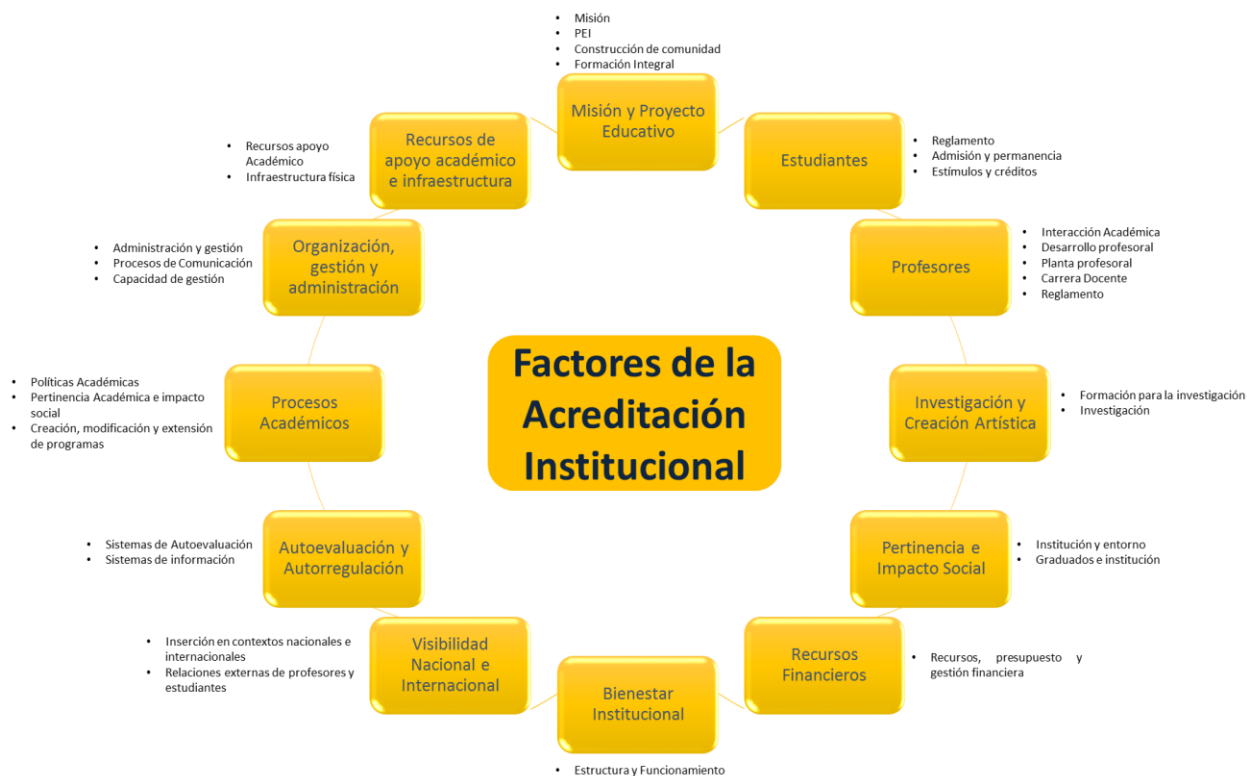 • Misión
• PEI
• Construcción de comunidad
• Formación Integral
Misión y Proyecto
Educativo
Estudiantes
• Reglamento
• Admisión y permanencia
• Estímulos y créditos
Profesores
• Interacción Académica
• Desarrollo profesoral
• Planta profesoral
• Carrera Docente
• Reglamento
Investigación y
Creación Artística
• Formación para la investigación
• Investigación
Pertinencia e
Impacto Social
• Institución y entorno
• Graduados e institución
Recursos
Financieros
• Recursos, presupuesto y
gestión financiera
Bienestar
Institucional
• Estructura y Funcionamiento
Visibilidad
Nacional e
Internacional
• Inserción en contextos nacionales e
internacionales
• Relaciones externas de profesores y
estudiantes
Autoevaluación y
Autorregulación
• Sistemas de Autoevaluación
• Sistemas de información
Procesos
Académicos
• Políticas Académicas
• Pertinencia Académica e impacto
social
• Creación, modificación y extensión
de programas
Organización,
gestión y
administración
• Administración y gestión
• Procesos de Comunicación
• Capacidad de gestión
Recursos de
apoyo académico
e infraestructura
• Recursos apoyo
Académico
• Infraestructura física
Factores de la
Acreditación
Institucional